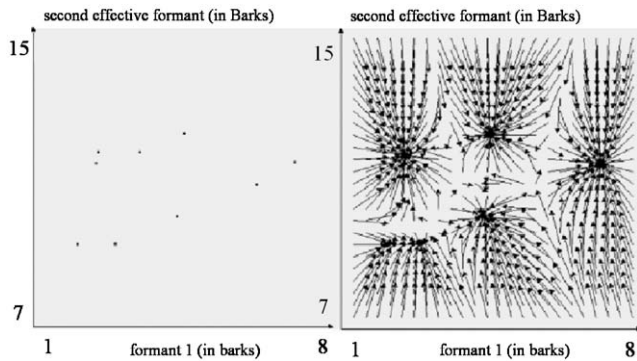 second effective formant (in Barks)
15
7
1
formant 1 (in barks)
8
second effective formant (in Barks)
15
7
1
formant 1 (in barks)
8